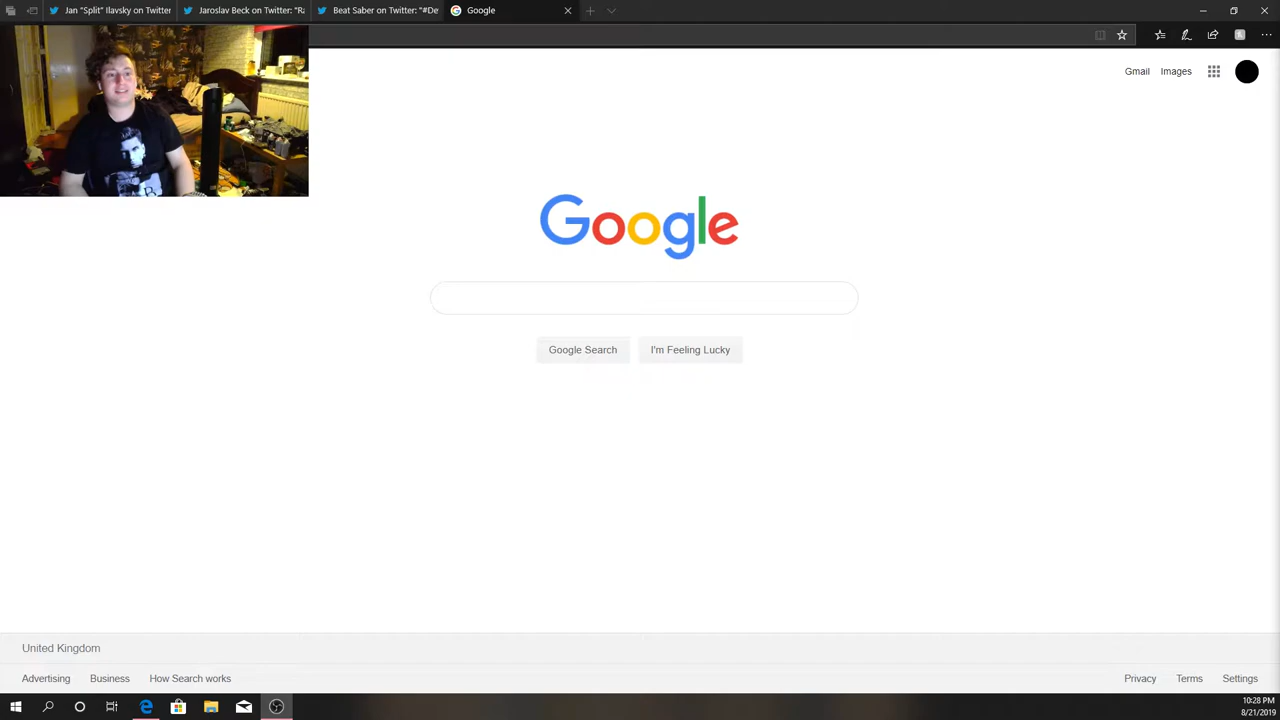 Jan "Split" Ilavsky on Twitter
Jaroslav Beck on Twitter: "Ra
Beat Saber on Twitter: "#De
Google
Gmail
Images
Google
Google Search
I'm Feeling Lucky
United Kingdom
Advertising
Business
How Search works
Privacy
Terms
Settings
10:28 PM
8/21/2019